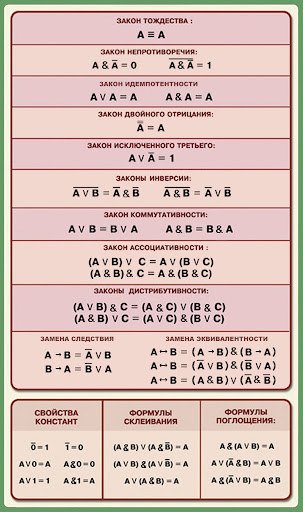 ЗАКОН ТОЖДЕСТВА :
A ≡ A
ЗАКОН НЕПРОТИВОРЕЧИЯ:
A & A̅ = 0 A̅ ̅&̅ ̅A̅̅ = 1
ЗАКОН ИДЕМПОТЕНТНОСТИ
A V A = A A & A = A
ЗАКОН ДВОЙНОГО ОТРИЦАНИЯ:
A̅̅ = A
ЗАКОН ИСКЛЮЧЕННОГО ТРЕТЬЕГО:
A V A̅ = 1
ЗАКОНЫ ИНВЕРСИИ:
A̅ ̅V̅ ̅B̅ = A̅ & B̅ A̅ ̅&̅ ̅B̅ = A̅ V B̅
ЗАКОН КОММУТАТИВНОСТИ:
A V B = B V A A & B = B & A
ЗАКОН АССОЦИАТИВНОСТИ :
(A V B) V C = A V (B V C)
(A & B) & C = A & (B & C)
ЗАКОНЫ ДИСТРИБУТИВНОСТИ:
(A V B) & C = (A & C) V (B & C)
(A & B) V C = (A V C) & (B V C)
ЗАМЕНА СЛЕДСТВИЯ
A → B = A̅ V B
B → A = B̅ V A
ЗАМЕНА ЭКВИВАЛЕНТНОСТИ
A ↔ B = (A → B) & (B → A)
A ↔ B = (A̅ V B) & (B̅ V A)
A ↔ B = (A & B) V (A̅ & B̅)
СВОЙСТВА
КОНСТАНТ
0̅ = 1 1̅ = 0
A V 0 = A A & 0 = 0
A V 1 = 1 A & 1 = A
ФОРМУЛЫ
СКЛЕИВАНИЯ
(A & B) V (A & B̅) = A
(A V B) & (A V B̅) = A
A V (A & B) = A
ФОРМУЛЫ
ПОГЛОЩЕНИЯ:
A & (A V B) = A
A V (A̅ & B) = A V B
A & (A̅ V B) = A & B